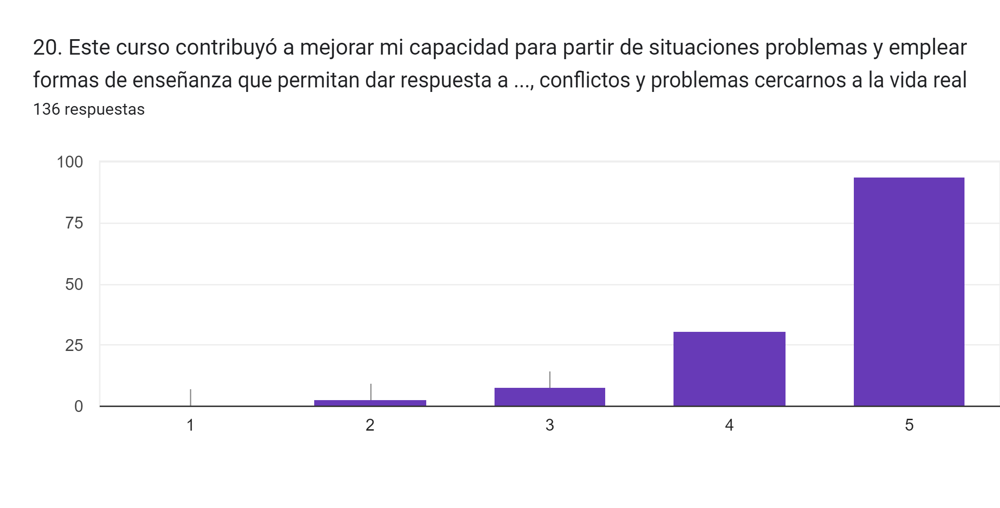 20. Este curso contribuyó a mejorar mi capacidad para partir de situaciones problemas y emplear
formas de enseñanza que permitan dar respuesta a ..., conflictos y problemas cercarnos a la vida real
136 respuestas
100
75
50
25
0
1 2 3 4 5